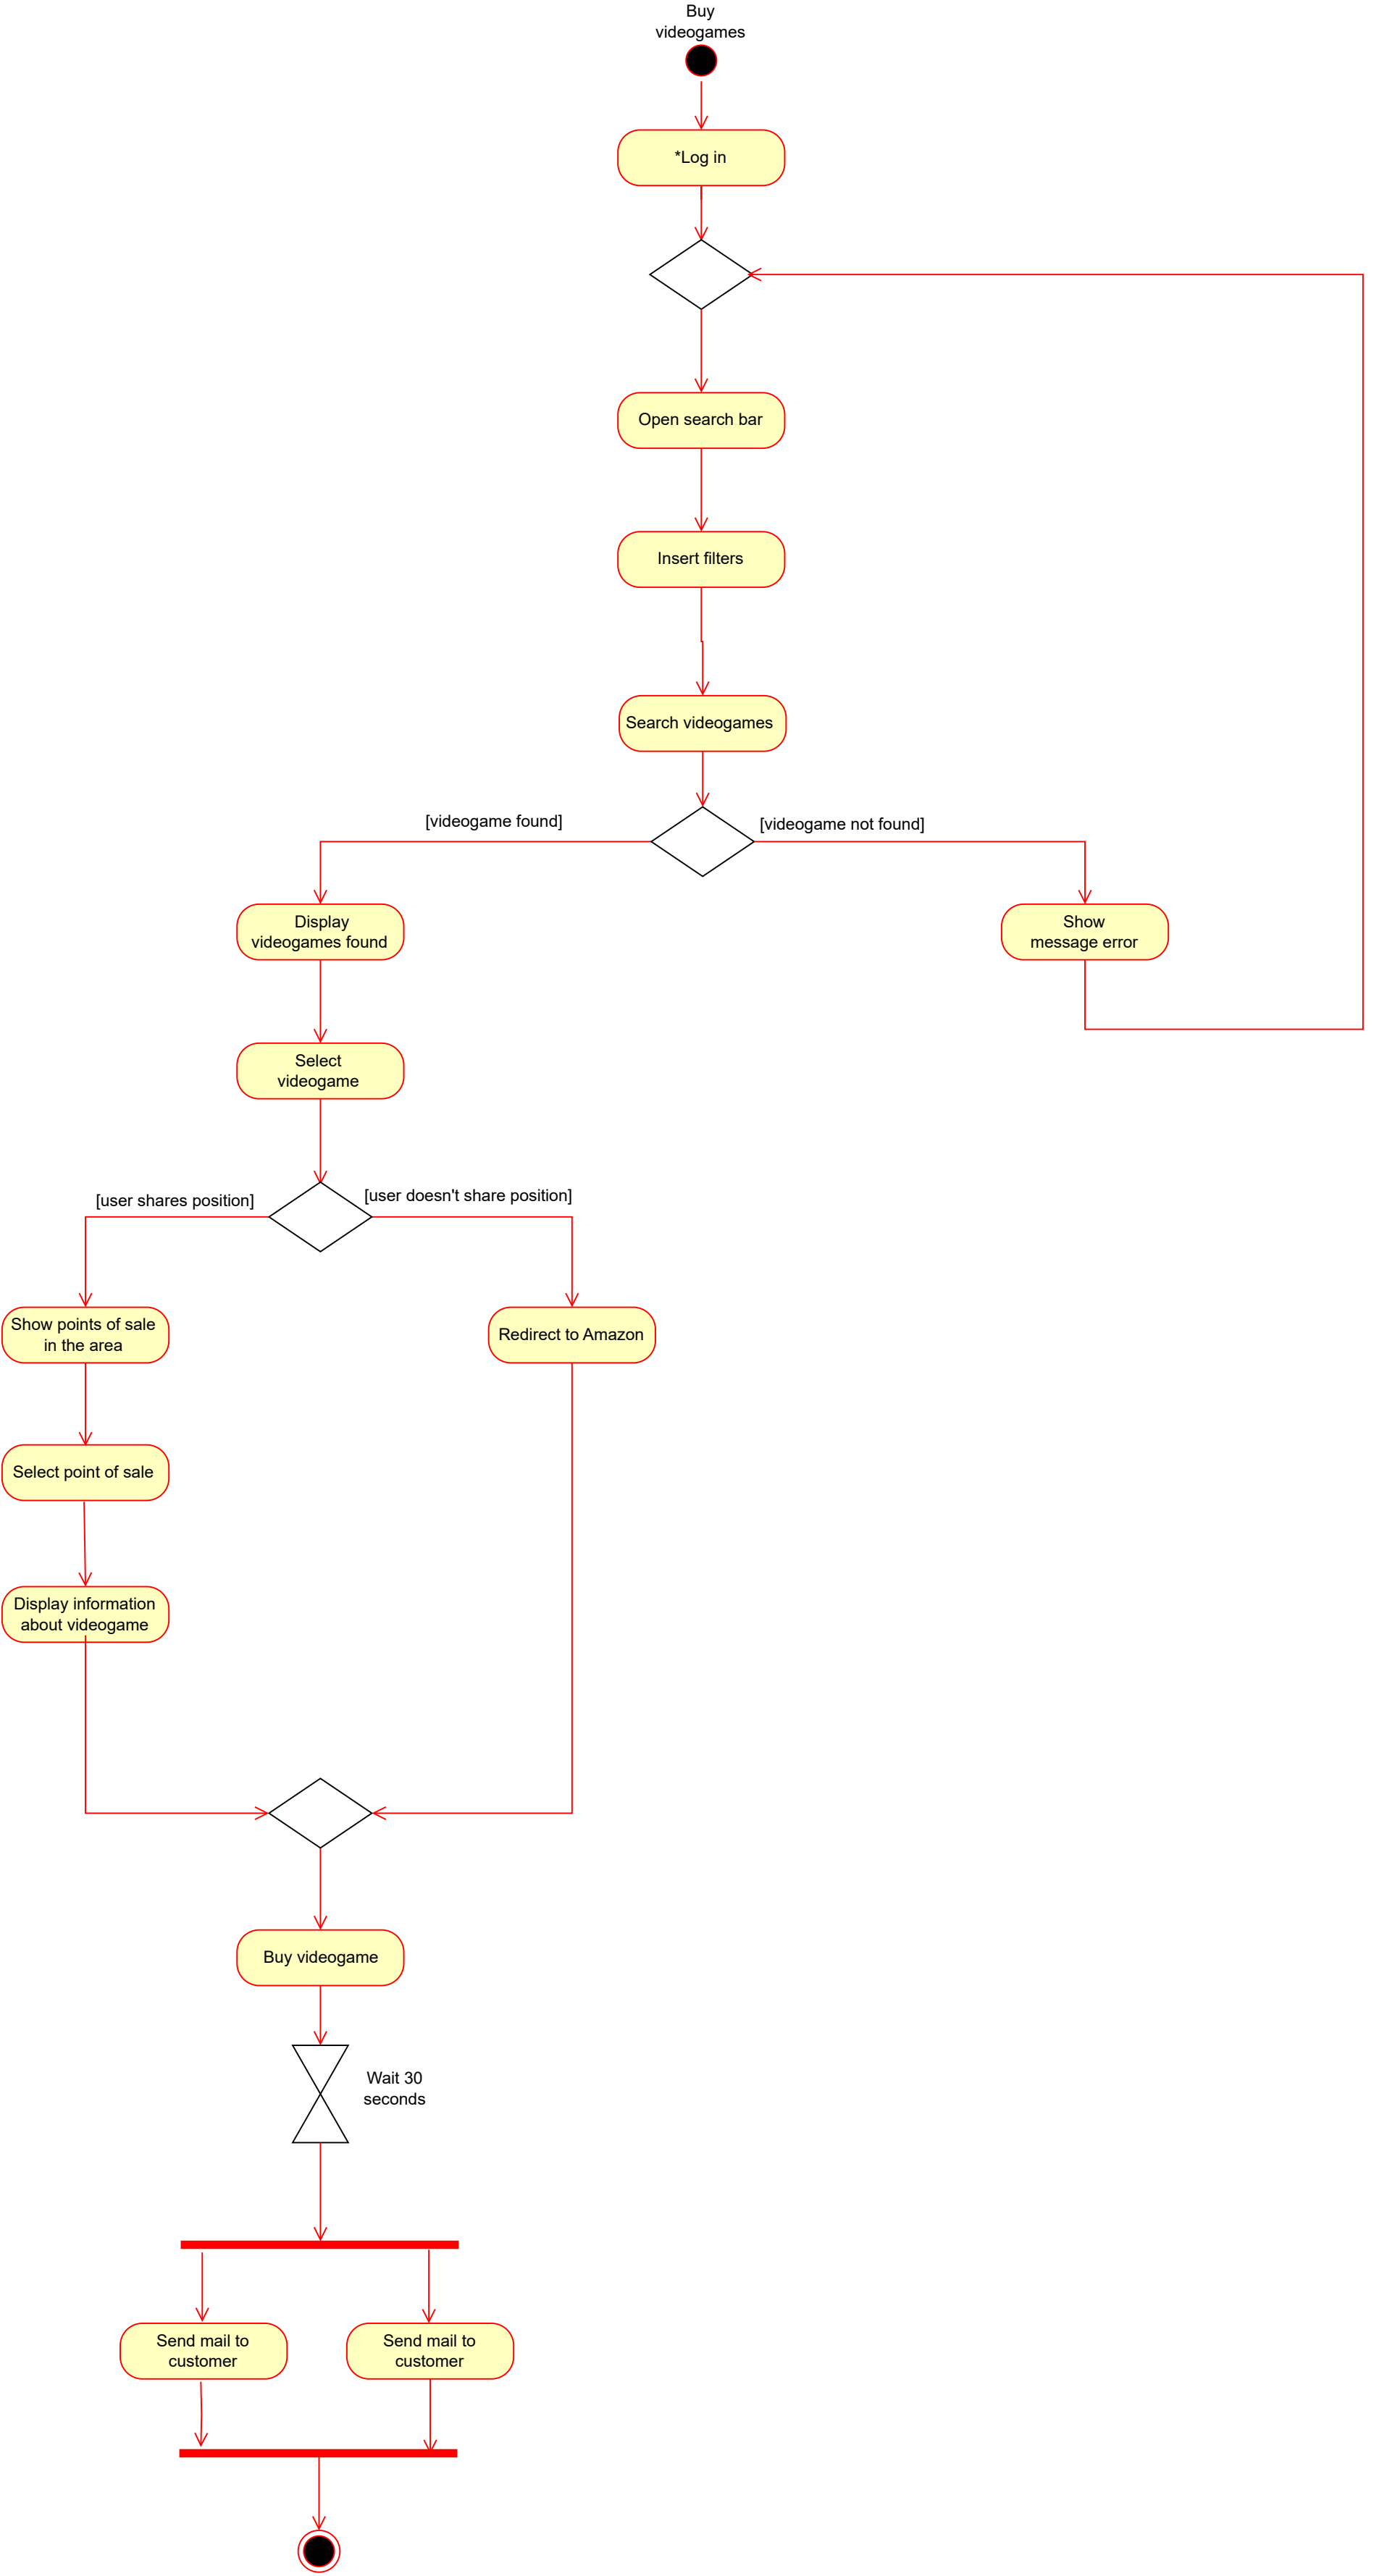 Buy
videogames
*Log in
Open search bar
Insert filters
Search videogames
[videogame found]
[videogame not found]
Display
videogames found
Show
message error
Select
videogame
[user shares position]
[user doesn't share position]
Show points of sale
in the area
Redirect to Amazon
Select point of sale
Display information
about videogame
Buy videogame
Wait 30
seconds
Send mail to
customer
Send mail to
customer